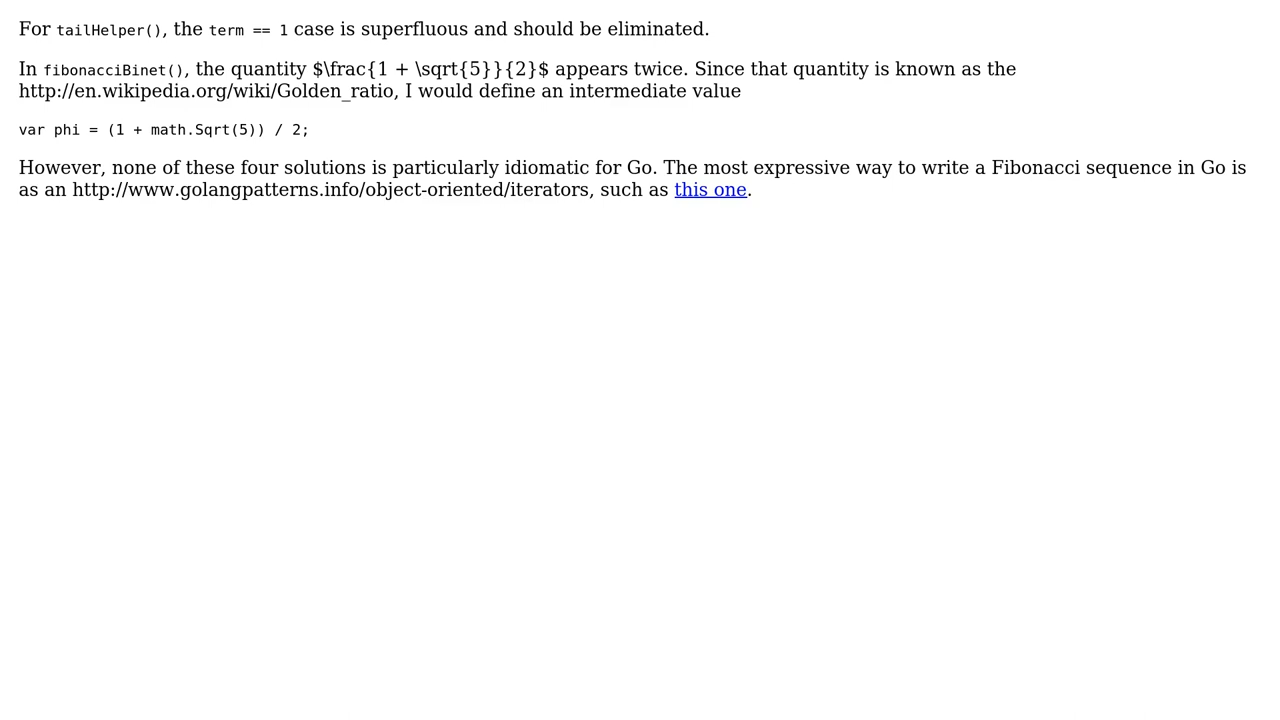 For tailHelper(), the term == 1 case is superfluous and should be eliminated.
In fibonacciBinet(), the quantity $\frac{1 + \sqrt{5}}{2}$ appears twice. Since that quantity is known as the
http://en.wikipedia.org/wiki/Golden_ratio, I would define an intermediate value
var phi = (1 + math.Sqrt(5)) / 2;
However, none of these four solutions is particularly idiomatic for Go. The most expressive way to write a Fibonacci sequence in Go is
as an http://www.golangpatterns.info/object-oriented/iterators, such as this one.